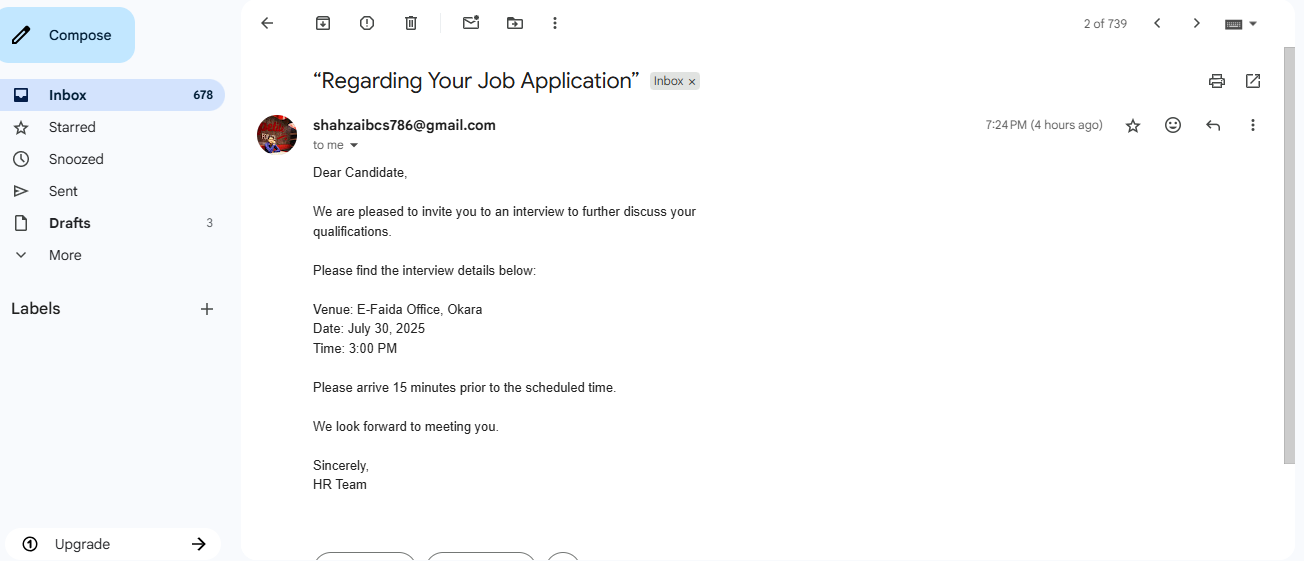 Compose
Inbox 678
Starred
Snoozed
Sent
Drafts 3
More
Labels
Upgrade
2 of 739
“Regarding Your Job Application” Inbox ×
shahzaibcs786@gmail.com 7:24 PM (4 hours ago)
to me
Dear Candidate,
We are pleased to invite you to an interview to further discuss your
qualifications.
Please find the interview details below:
Venue: E-Faida Office, Okara
Date: July 30, 2025
Time: 3:00 PM
Please arrive 15 minutes prior to the scheduled time.
We look forward to meeting you.
Sincerely,
HR Team